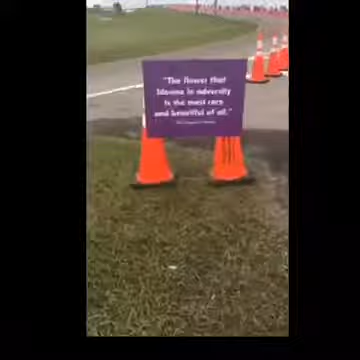 "The flower that
blooms in adversity
is the most rare
and beautiful of all."